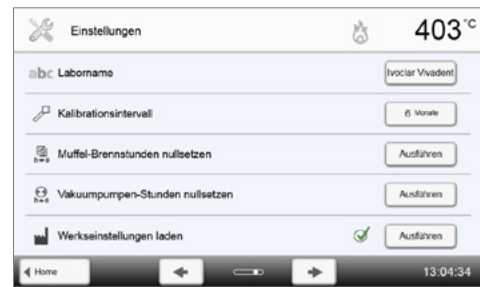 Einstellungen
403 °C
abc Laborname
Ivoclar Vivadent
Kalibrationsintervall
6 Monate
Muffel-Brennstunden nullsetzen
Ausführen
Vakuumpumpen-Stunden nullsetzen
Ausführen
Werkseinstellungen laden
Ausführen
Home
13:04:34